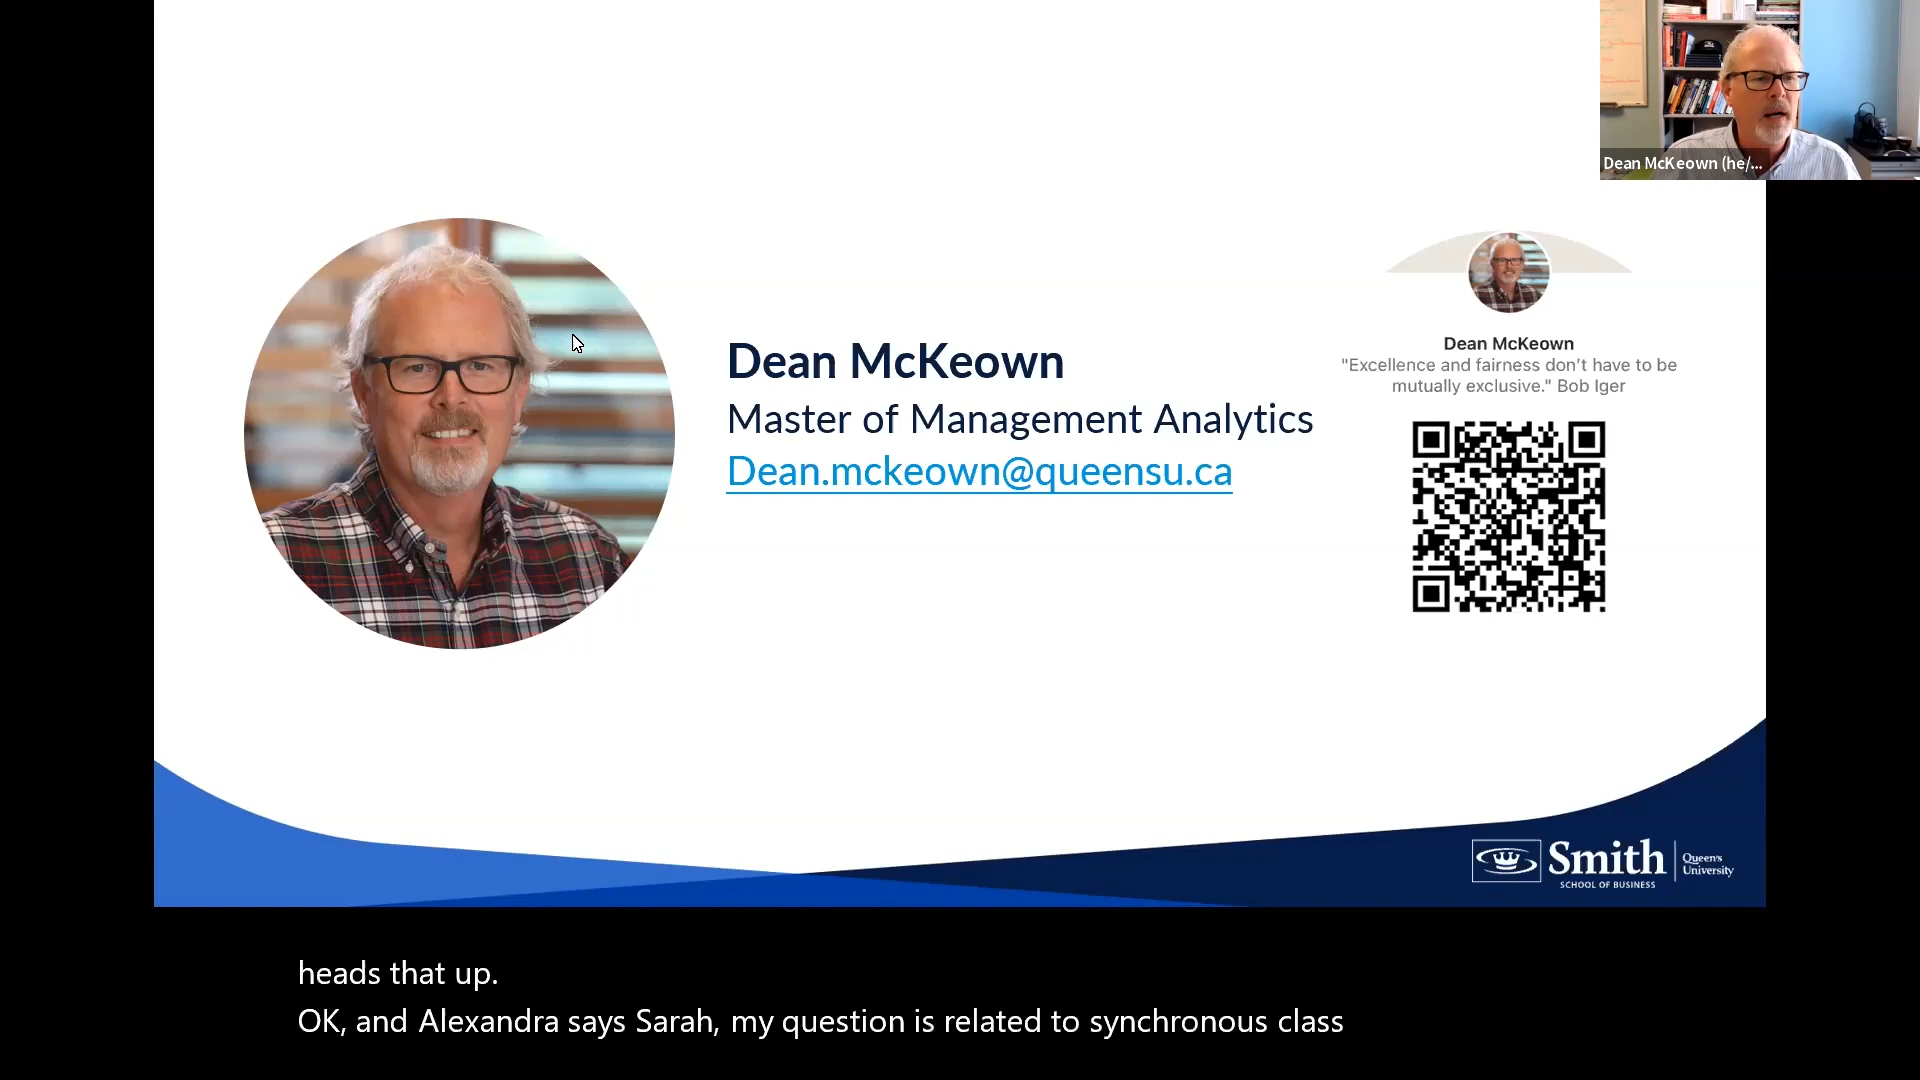 Dean McKeown (he/...
Dean McKeown
Master of Management Analytics
Dean.mckeown@queensu.ca
Dean McKeown
"Excellence and fairness don't have to be
mutually exclusive." Bob Iger
Smith
SCHOOL OF BUSINESS
Queen's
University
heads that up.
OK, and Alexandra says Sarah, my question is related to synchronous class